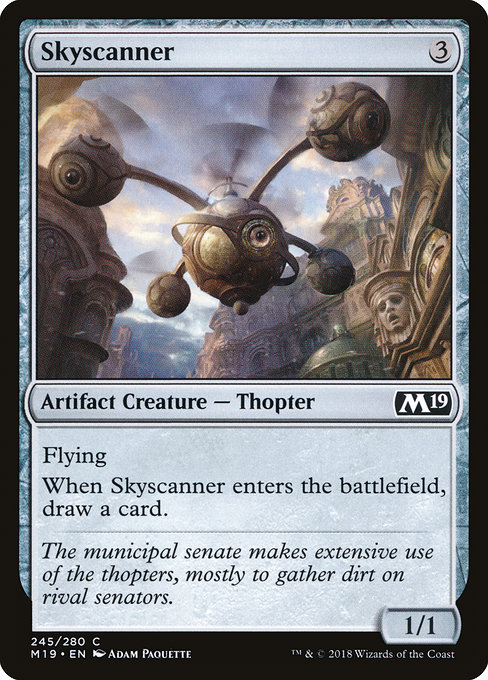 Skyscanner 3
Artifact Creature — Thopter M19
Flying
When Skyscanner enters the battlefield,
draw a card.
The municipal senate makes extensive use
of the thopters, mostly to gather dirt on
rival senators.
1/1
245/280 C
M19 • EN Adam Paquette
™ & © 2018 Wizards of the Coast